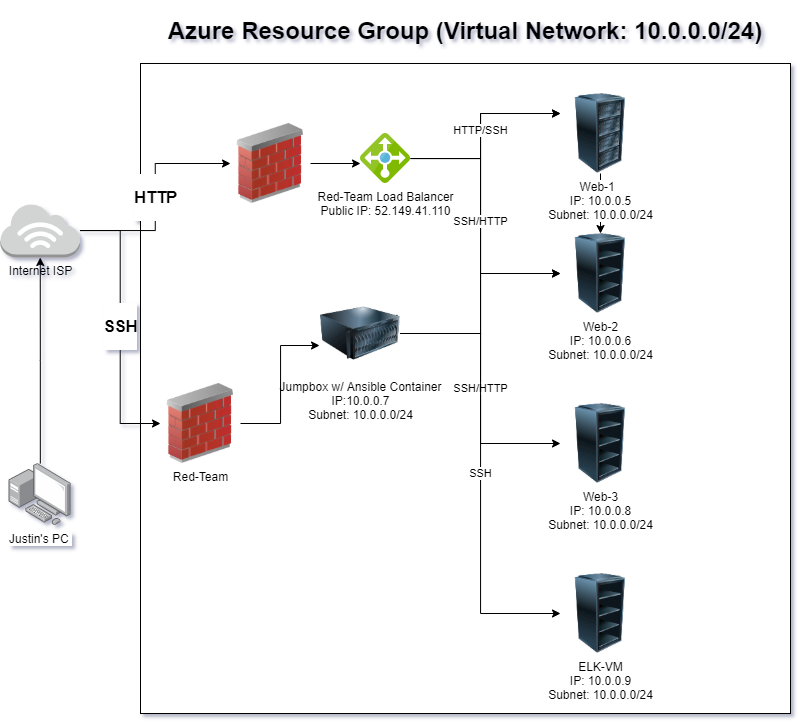 Azure Resource Group (Virtual Network: 10.0.0.0/24)
HTTP/SSH
Web-1
IP: 10.0.0.5
Subnet: 10.0.0.0/24
HTTP
Red-Team Load Balancer
Public IP: 52.149.41.110
SSH/HTTP
Internet ISP
SSH
Web-2
IP: 10.0.0.6
Subnet: 10.0.0.0/24
Jumpbox w/ Ansible Container
IP:10.0.0.7
Subnet: 10.0.0.0/24
SSH/HTTP
Red-Team
SSH
Web-3
IP: 10.0.0.8
Subnet: 10.0.0.0/24
Justin's PC
ELK-VM
IP: 10.0.0.9
Subnet: 10.0.0.0/24